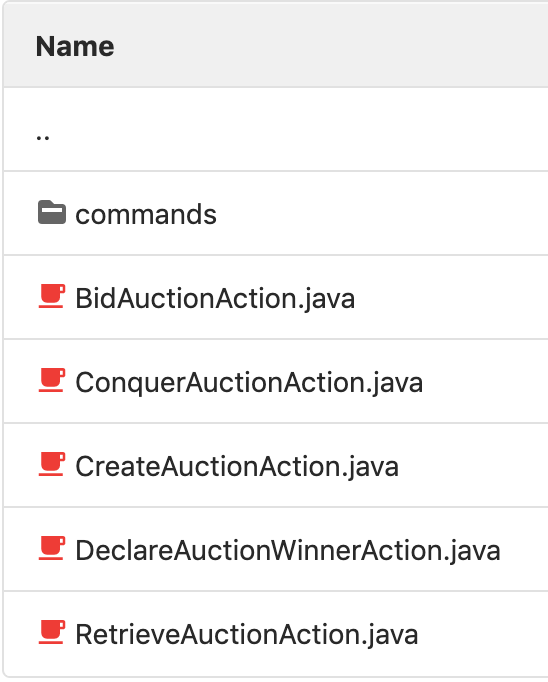 Name
..
commands
BidAuctionAction.java
ConquerAuctionAction.java
CreateAuctionAction.java
DeclareAuctionWinnerAction.java
RetrieveAuctionAction.java